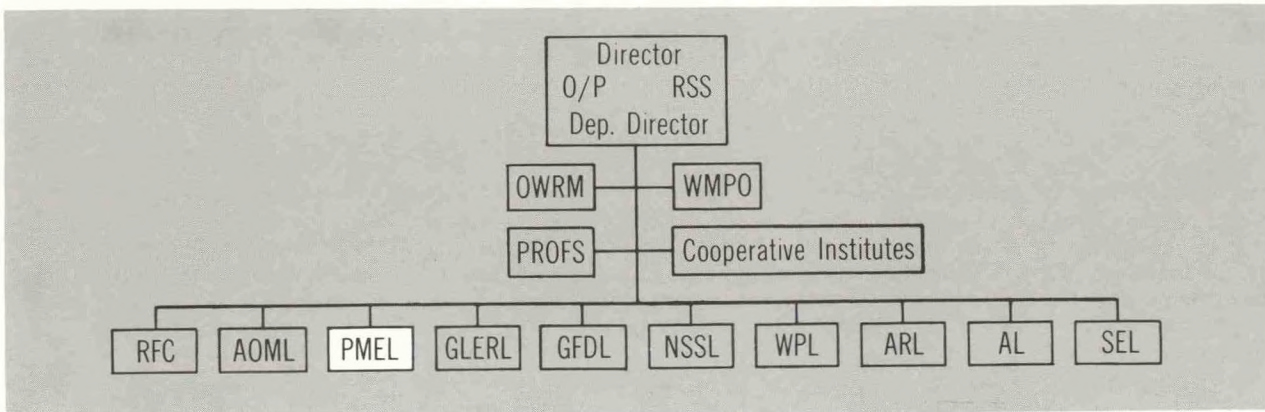 Director
O/P RSS
Dep. Director
OWRM WMPO
PROFS Cooperative Institutes
RFC AOML PMEL GLERL GFDL NSSL WPL ARL AL SEL